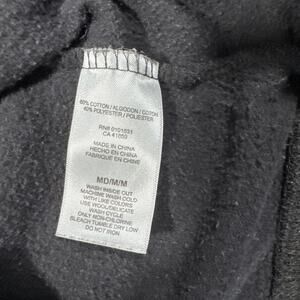 60% COTTON / ALGODON / COTON
40% POLYESTER / POLIESTER
RN# 0101031
CA 41059
MADE IN CHINA
HECHO EN CHINA
FABRIQUE EN CHINE
MD/M/M
WASH INSIDE OUT
MACHINE WASH COLD
WITH LIKE COLORS
USE WOOL/DELICATE
WASH CYCLE
ONLY NON-CHLORINE
BLEACH TUMBLE DRY LOW
DO NOT IRON